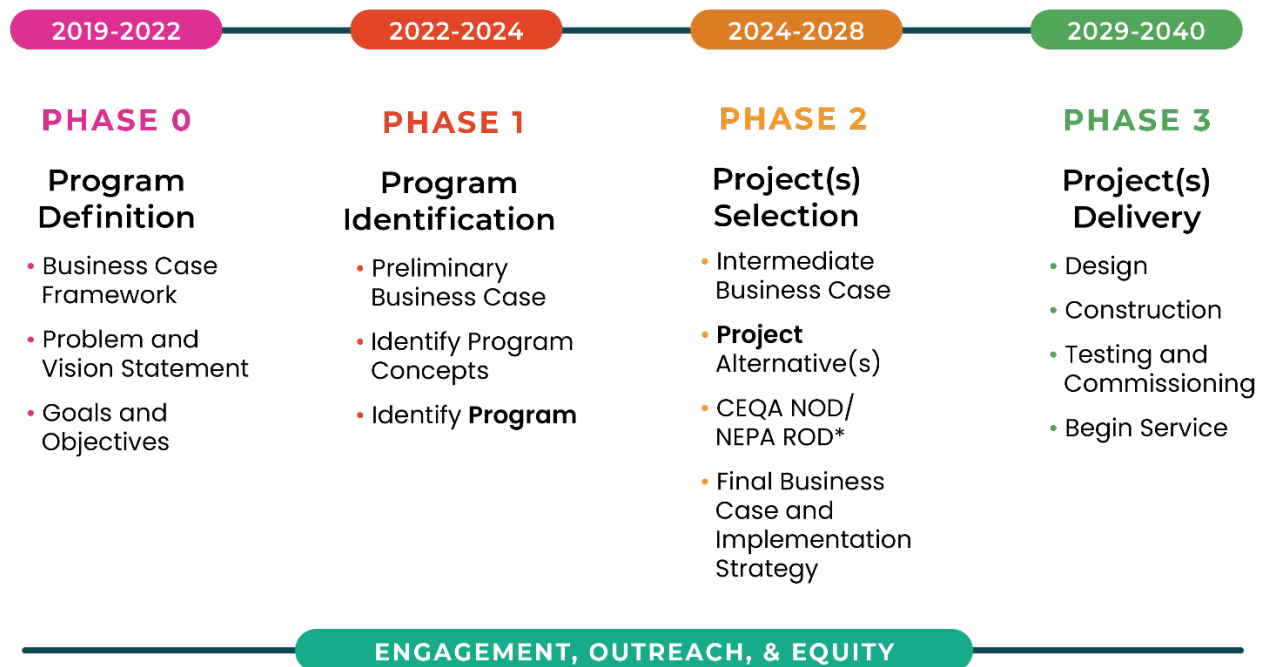 2019-2022
2022-2024
2024-2028
2029-2040
PHASE 0
Program
Definition
• Business Case
Framework
• Problem and
Vision Statement
• Goals and
Objectives
PHASE 1
Program
Identification
• Preliminary
Business Case
• Identify Program
Concepts
• Identify Program
PHASE 2
Project(s)
Selection
• Intermediate
Business Case
• Project
Alternative(s)
• CEQA NOD/
NEPA ROD*
• Final Business
Case and
Implementation
Strategy
PHASE 3
Project(s)
Delivery
• Design
• Construction
• Testing and
Commissioning
• Begin Service
ENGAGEMENT, OUTREACH, & EQUITY